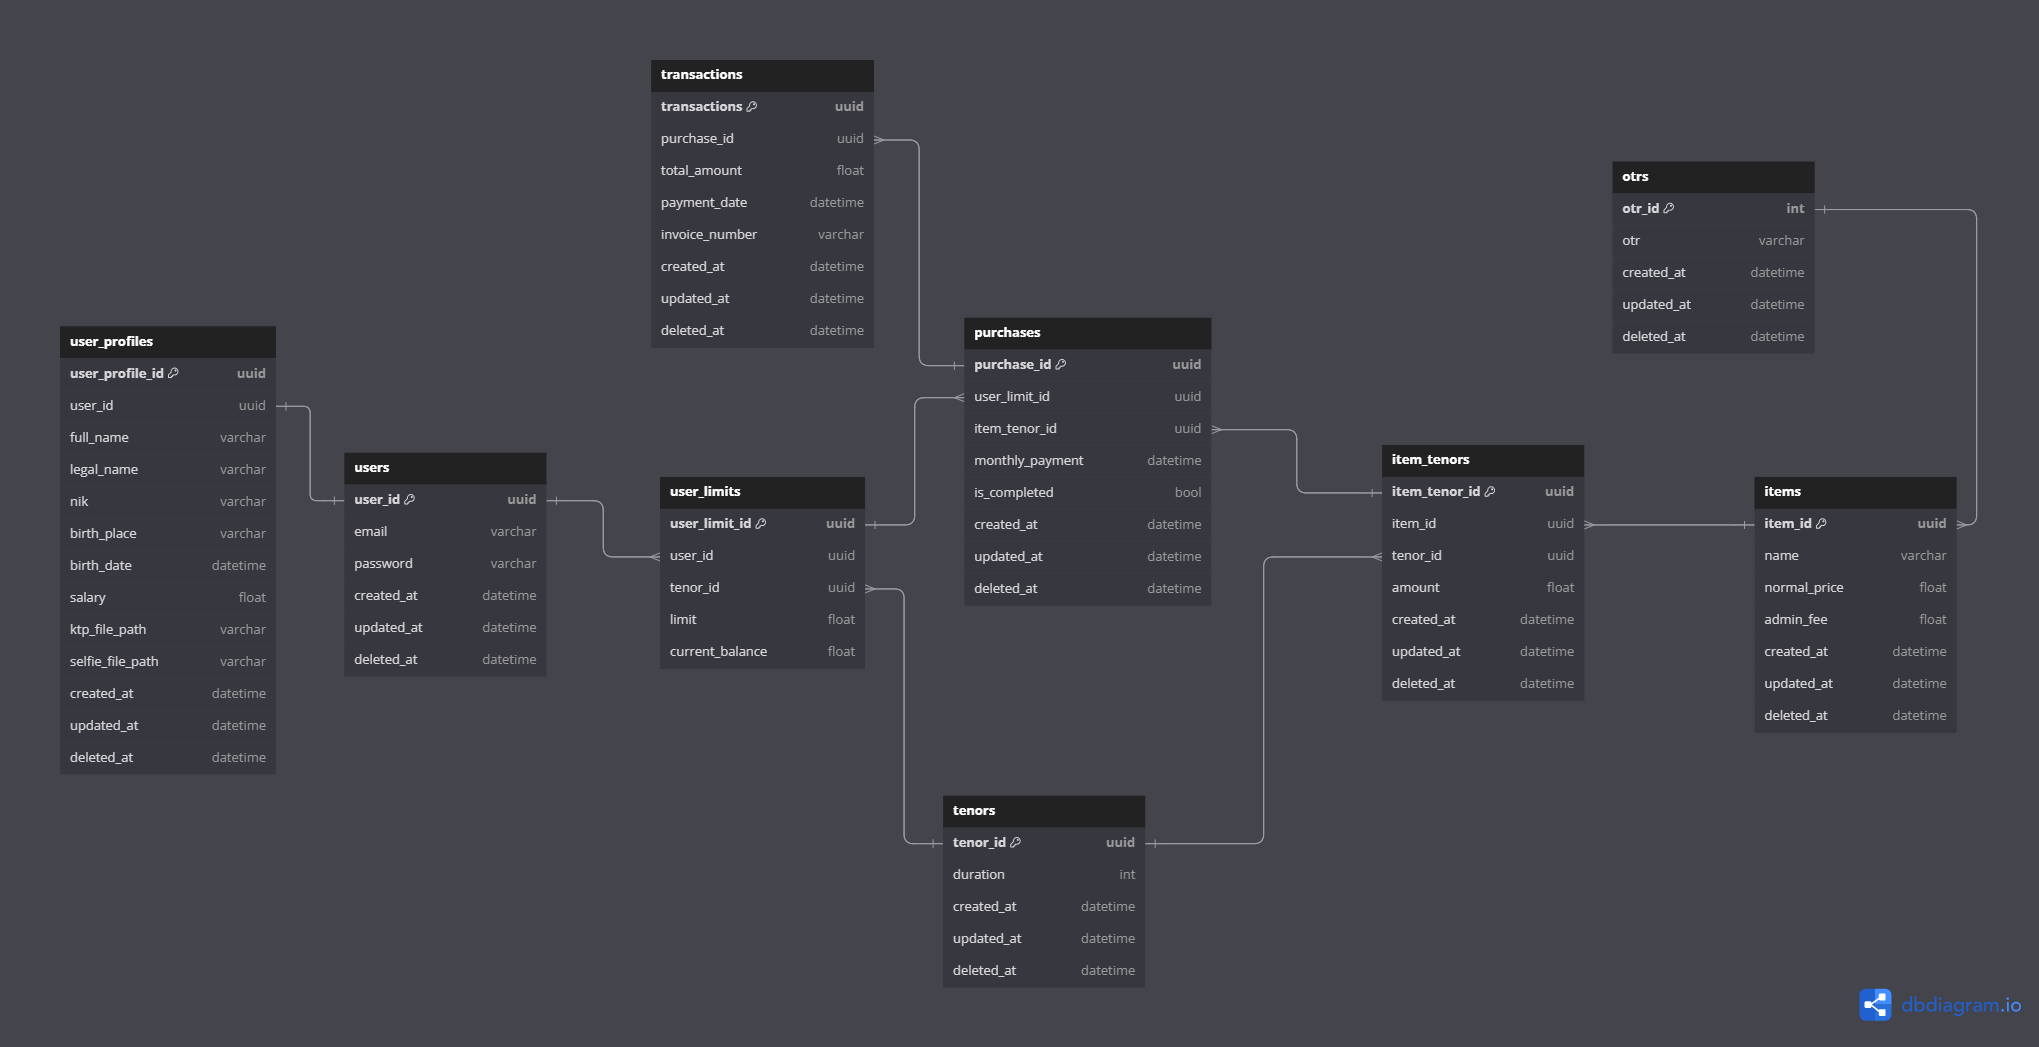 transactions
transactions uuid
purchase_id uuid
total_amount float
payment_date datetime
invoice_number varchar
created_at datetime
updated_at datetime
deleted_at datetime
otrs
otr_id int
otr varchar
created_at datetime
updated_at datetime
deleted_at datetime
user_profiles
user_profile_id uuid
user_id uuid
full_name varchar
legal_name varchar
nik varchar
birth_place varchar
birth_date datetime
salary float
ktp_file_path varchar
selfie_file_path varchar
created_at datetime
updated_at datetime
deleted_at datetime
users
user_id uuid
email varchar
password varchar
created_at datetime
updated_at datetime
deleted_at datetime
user_limits
user_limit_id uuid
user_id uuid
tenor_id uuid
limit float
current_balance float
purchases
purchase_id uuid
user_limit_id uuid
item_tenor_id uuid
monthly_payment datetime
is_completed bool
created_at datetime
updated_at datetime
deleted_at datetime
item_tenors
item_tenor_id uuid
item_id uuid
tenor_id uuid
amount float
created_at datetime
updated_at datetime
deleted_at datetime
items
item_id uuid
name varchar
normal_price float
admin_fee float
created_at datetime
updated_at datetime
deleted_at datetime
tenors
tenor_id uuid
duration int
created_at datetime
updated_at datetime
deleted_at datetime
dbdiagram.io